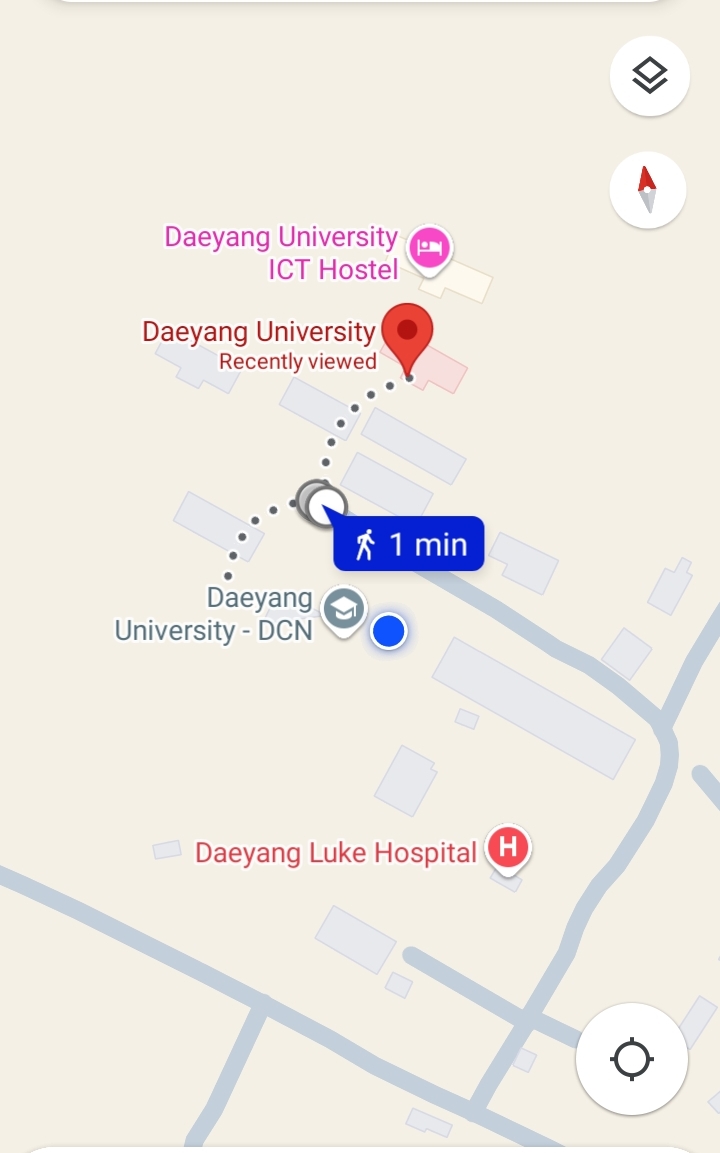 Daeyang University
ICT Hostel
Daeyang University
Recently viewed
1 min
Daeyang
University - DCN
Daeyang Luke Hospital
H